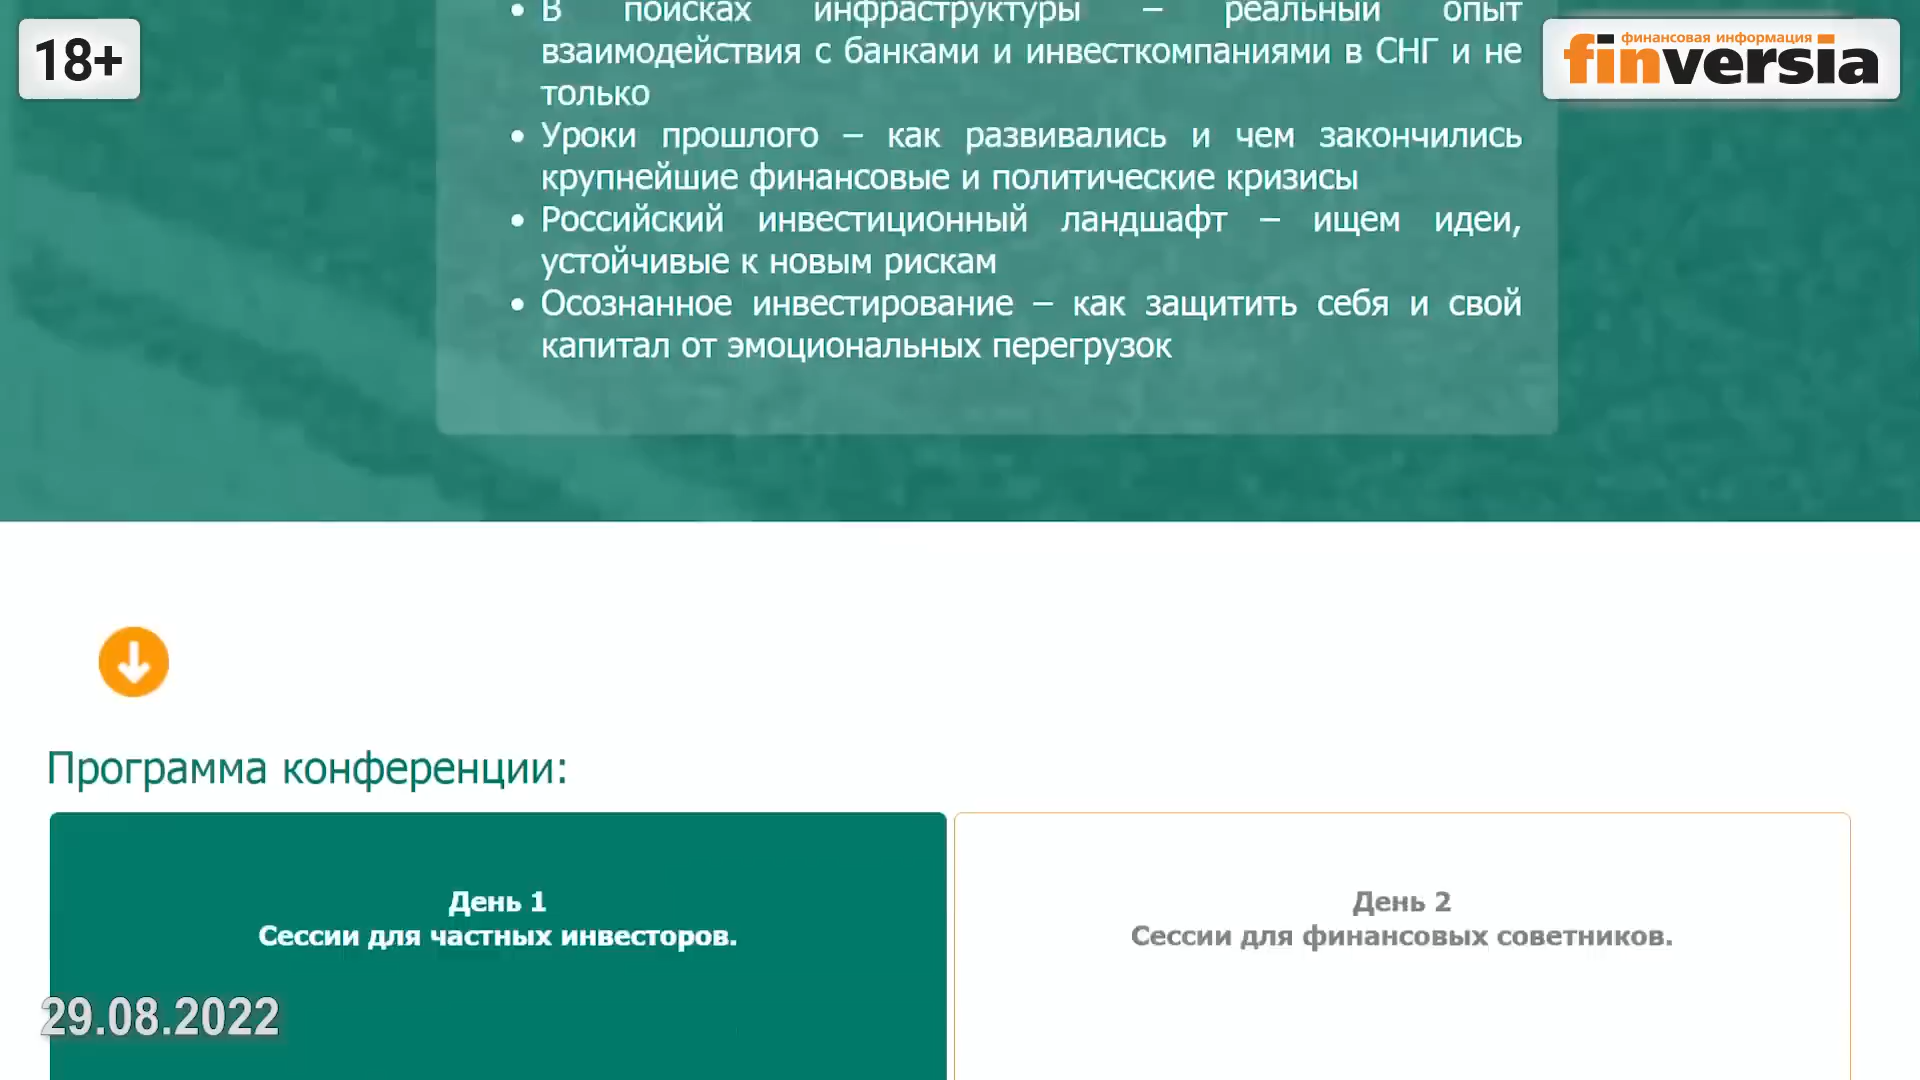 18+
финансовая информация
finversia
В поисках инфраструктуры – реальный опыт
взаимодействия с банками и инвесткомпаниями в СНГ и не
только
Уроки прошлого – как развивались и чем закончились
крупнейшие финансовые и политические кризисы
Российский инвестиционный ландшафт – ищем идеи,
устойчивые к новым рискам
Осознанное инвестирование – как защитить себя и свой
капитал от эмоциональных перегрузок
Программа конференции:
День 1
Сессии для частных инвесторов.
День 2
Сессии для финансовых советников.
29.08.2022